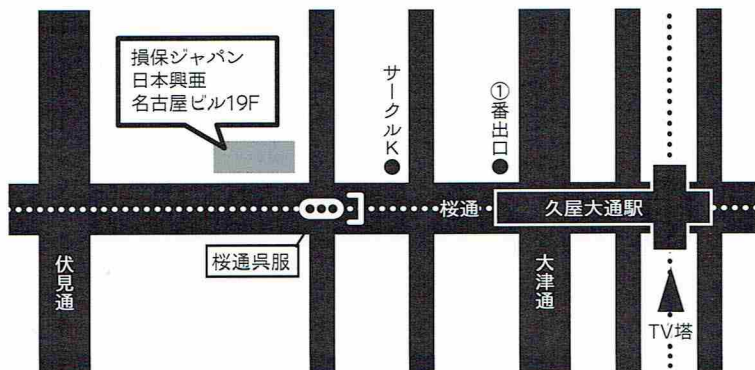 損保ジャパン
日本興亜
名古屋ビル19F
サークルK
①番出口
桜通
久屋大通駅
桜通呉服
伏見通
大津通
TV塔